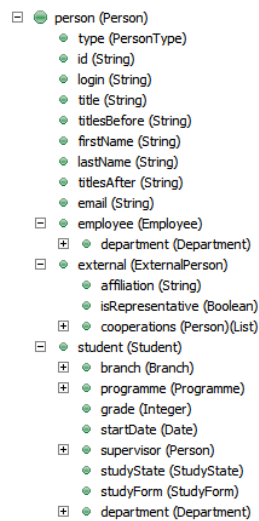 person (Person)
type (PersonType)
id (String)
login (String)
title (String)
titlesBefore (String)
firstName (String)
lastName (String)
titlesAfter (String)
email (String)
employee (Employee)
department (Department)
external (ExternalPerson)
affiliation (String)
isRepresentative (Boolean)
cooperations (Person)(List)
student (Student)
branch (Branch)
programme (Programme)
grade (Integer)
startDate (Date)
supervisor (Person)
studyState (StudyState)
studyForm (StudyForm)
department (Department)